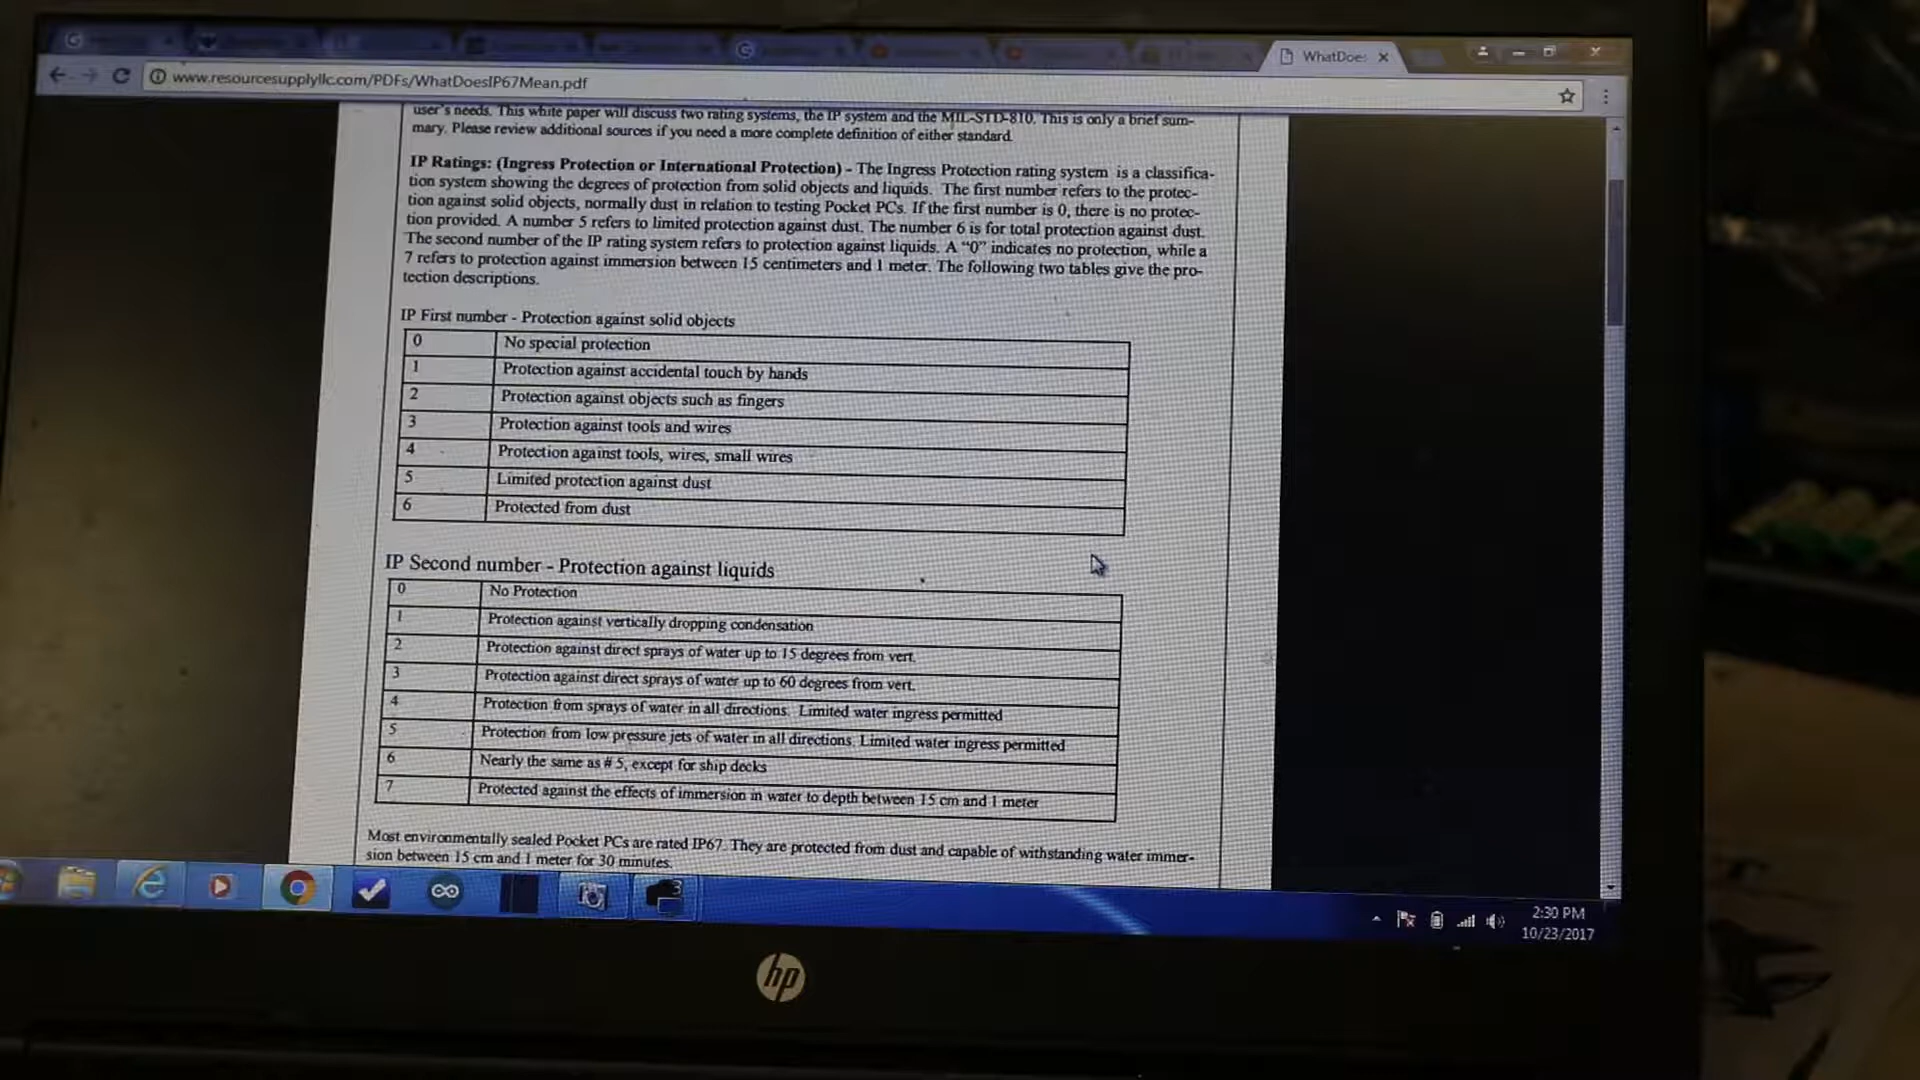 WhatDoe:
www.resourcesupplyllc.com/PDFs/WhatDoesIP67Mean.pdf
user's needs. This white paper will discuss two rating systems, the IP system and the MIL-STD-810. This is only a brief sum-
mary. Please review additional sources if you need a more complete definition of either standard.
IP Ratings: (Ingress Protection or International Protection) - The Ingress Protection rating system is a classifica-
tion system showing the degrees of protection from solid objects and liquids. The first number refers to the protec-
tion against solid objects, normally dust in relation to testing Pocket PCs. If the first number is 0, there is no protec-
tion provided. A number 5 refers to limited protection against dust. The number 6 is for total protection against dust.
The second number of the IP rating system refers to protection against liquids. A "0" indicates no protection, while a
7 refers to protection against immersion between 15 centimeters and 1 meter. The following two tables give the pro-
tection descriptions.
IP First number - Protection against solid objects
0 No special protection
1 Protection against accidental touch by hands
2 Protection against objects such as fingers
3 Protection against tools and wires
4 Protection against tools, wires, small wires
5 Limited protection against dust
6 Protected from dust
IP Second number - Protection against liquids
0 No Protection
1 Protection against vertically dropping condensation
2 Protection against direct sprays of water up to 15 degrees from vert.
3 Protection against direct sprays of water up to 60 degrees from vert.
4 Protection from sprays of water in all directions. Limited water ingress permitted
5 Protection from low pressure jets of water in all directions. Limited water ingress permitted
6 Nearly the same as # 5, except for ship decks
7 Protected against the effects of immersion in water to depth between 15 cm and 1 meter
Most environmentally sealed Pocket PCs are rated IP67. They are protected from dust and capable of withstanding water immer-
sion between 15 cm and 1 meter for 30 minutes.
3
2:30 PM
10/23/2017
hp